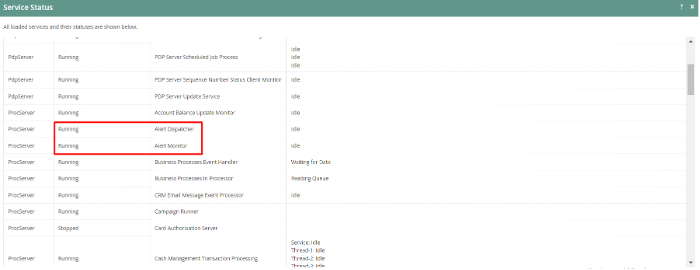 Service Status ? ×
All loaded services and their statuses are shown below.
Idle
PdpServer Running PDP Server Scheduled Job Process Idle
Idle
PdpServer Running PDP Server Sequence Number Status Client Monitor Idle
PdpServer Running PDP Server Update Service Idle
ProcServer Running Account Balance Update Monitor Idle
ProcServer Running Alert Dispatcher Idle
ProcServer Running Alert Monitor Idle
ProcServer Running Business Processes Event Handler Waiting for Data
ProcServer Running Business Processes In Processor Reading Queue
ProcServer Running CRM Email Message Event Processor Idle
ProcServer Running Campaign Runner
ProcServer Stopped Card Authorisation Server
Service: Idle
Thread-1: Idle
ProcServer Running Cash Management Transaction Processing Thread-2: Idle
Thread-3: Idle